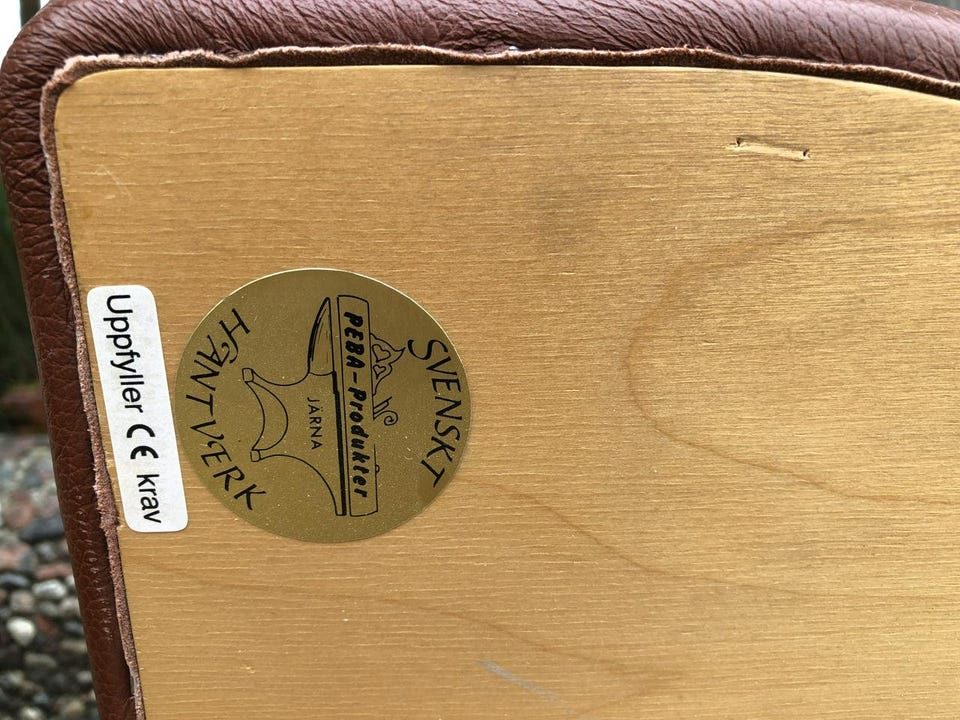 SVENSKT
PEBA-Produkter
JÄRNA
HANTVERK
Uppfyller CE krav